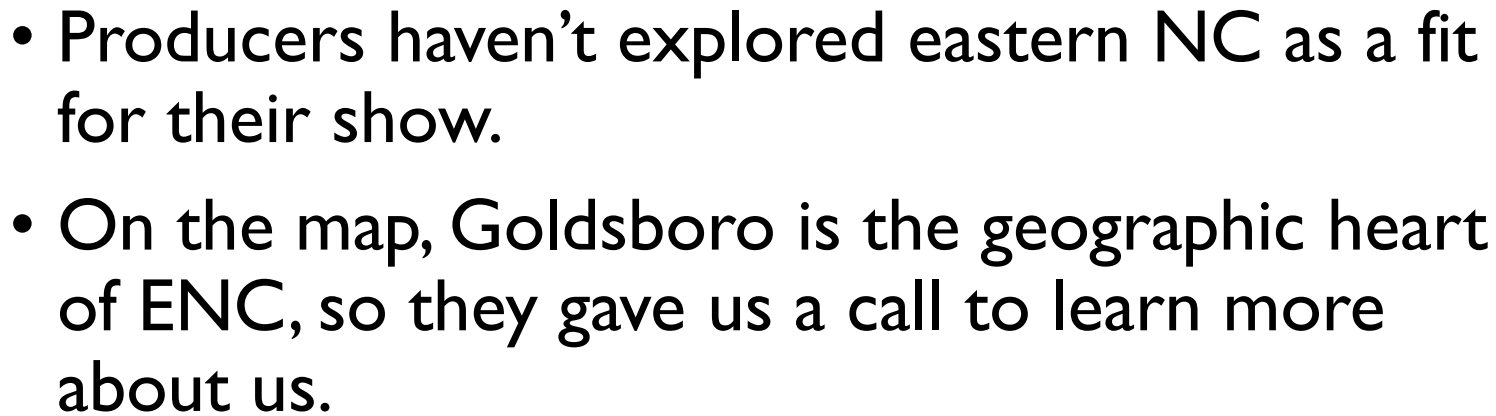 • Producers haven’t explored eastern NC as a fit
for their show.
• On the map, Goldsboro is the geographic heart
of ENC, so they gave us a call to learn more
about us.